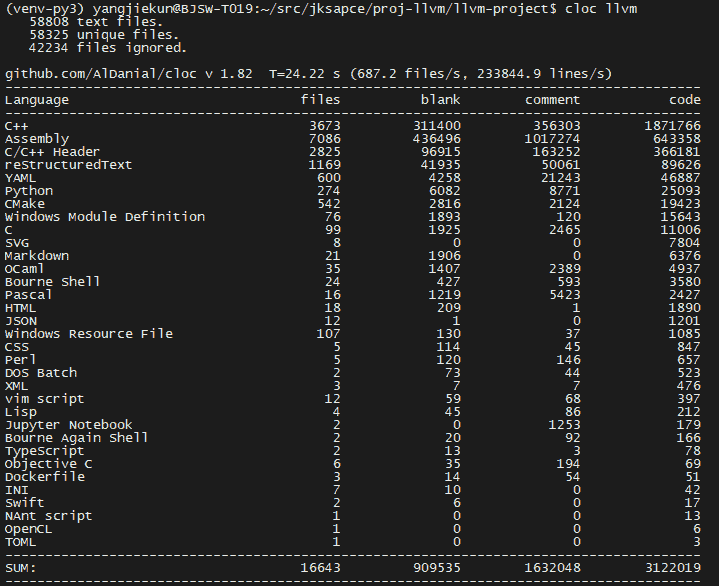 (venv-py3) yangjiekun@BJSW-T019:~/src/jksapce/proj-llvm/llvm-project$ cloc llvm
   58808 text files.
   58325 unique files.
   42234 files ignored.

github.com/AlDanial/cloc v 1.82  T=24.22 s (687.2 files/s, 233844.9 lines/s)
-----------------------------------------------------------------------------------
Language                         files          blank        comment           code
-----------------------------------------------------------------------------------
C++                               3673         311400         356303        1871766
Assembly                          7086         436496        1017274         643358
C/C++ Header                      2825          96915         163252         366181
reStructuredText                  1169          41935          50061          89626
YAML                               600           4258          21243          46887
Python                             274           6082           8771          25093
CMake                              542           2816           2124          19423
Windows Module Definition           76           1893            120          15643
C                                   99           1925           2465          11006
SVG                                  8              0              0           7804
Markdown                            21           1906              0           6376
OCaml                               35           1407           2389           4937
Bourne Shell                        24            427            593           3580
Pascal                              16           1219           5423           2427
HTML                                18            209              1           1890
JSON                                12              1              0           1201
Windows Resource File              107            130             37           1085
CSS                                  5            114             45            847
Perl                                 5            120            146            657
DOS Batch                            2             73             44            523
XML                                  3              7              7            476
vim script                          12             59             68            397
Lisp                                 4             45             86            212
Jupyter Notebook                     2              0           1253            179
Bourne Again Shell                   2             20             92            166
TypeScript                           2             13              3             78
Objective C                          6             35            194             69
Dockerfile                           3             14             54             51
INI                                  7             10              0             42
Swift                                2              6              0             17
NAnt script                          1              0              0             13
OpenCL                               1              0              0              6
TOML                                 1              0              0              3
-----------------------------------------------------------------------------------
SUM:                             16643         909535        1632048        3122019
-----------------------------------------------------------------------------------